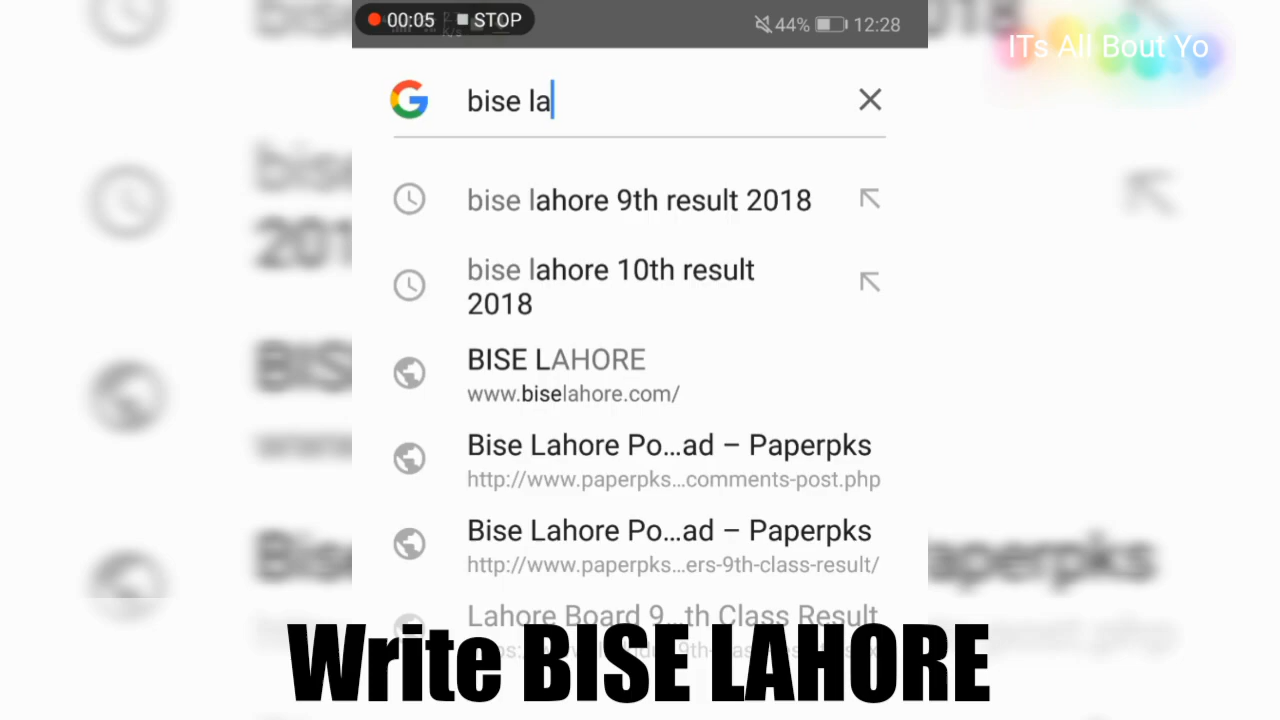 00:05 STOP
44% 12:28
ITs All Bout Yo
bise la
bise lahore 9th result 2018
bise lahore 10th result
2018
BISE LAHORE
www.biselahore.com/
Bise Lahore Po...ad – Paperpks
http://www.paperpks...comments-post.php
Bise Lahore Po...ad – Paperpks
http://www.paperpks...ers-9th-class-result/
Lahore Board 9...th Class Result
Write BISE LAHORE